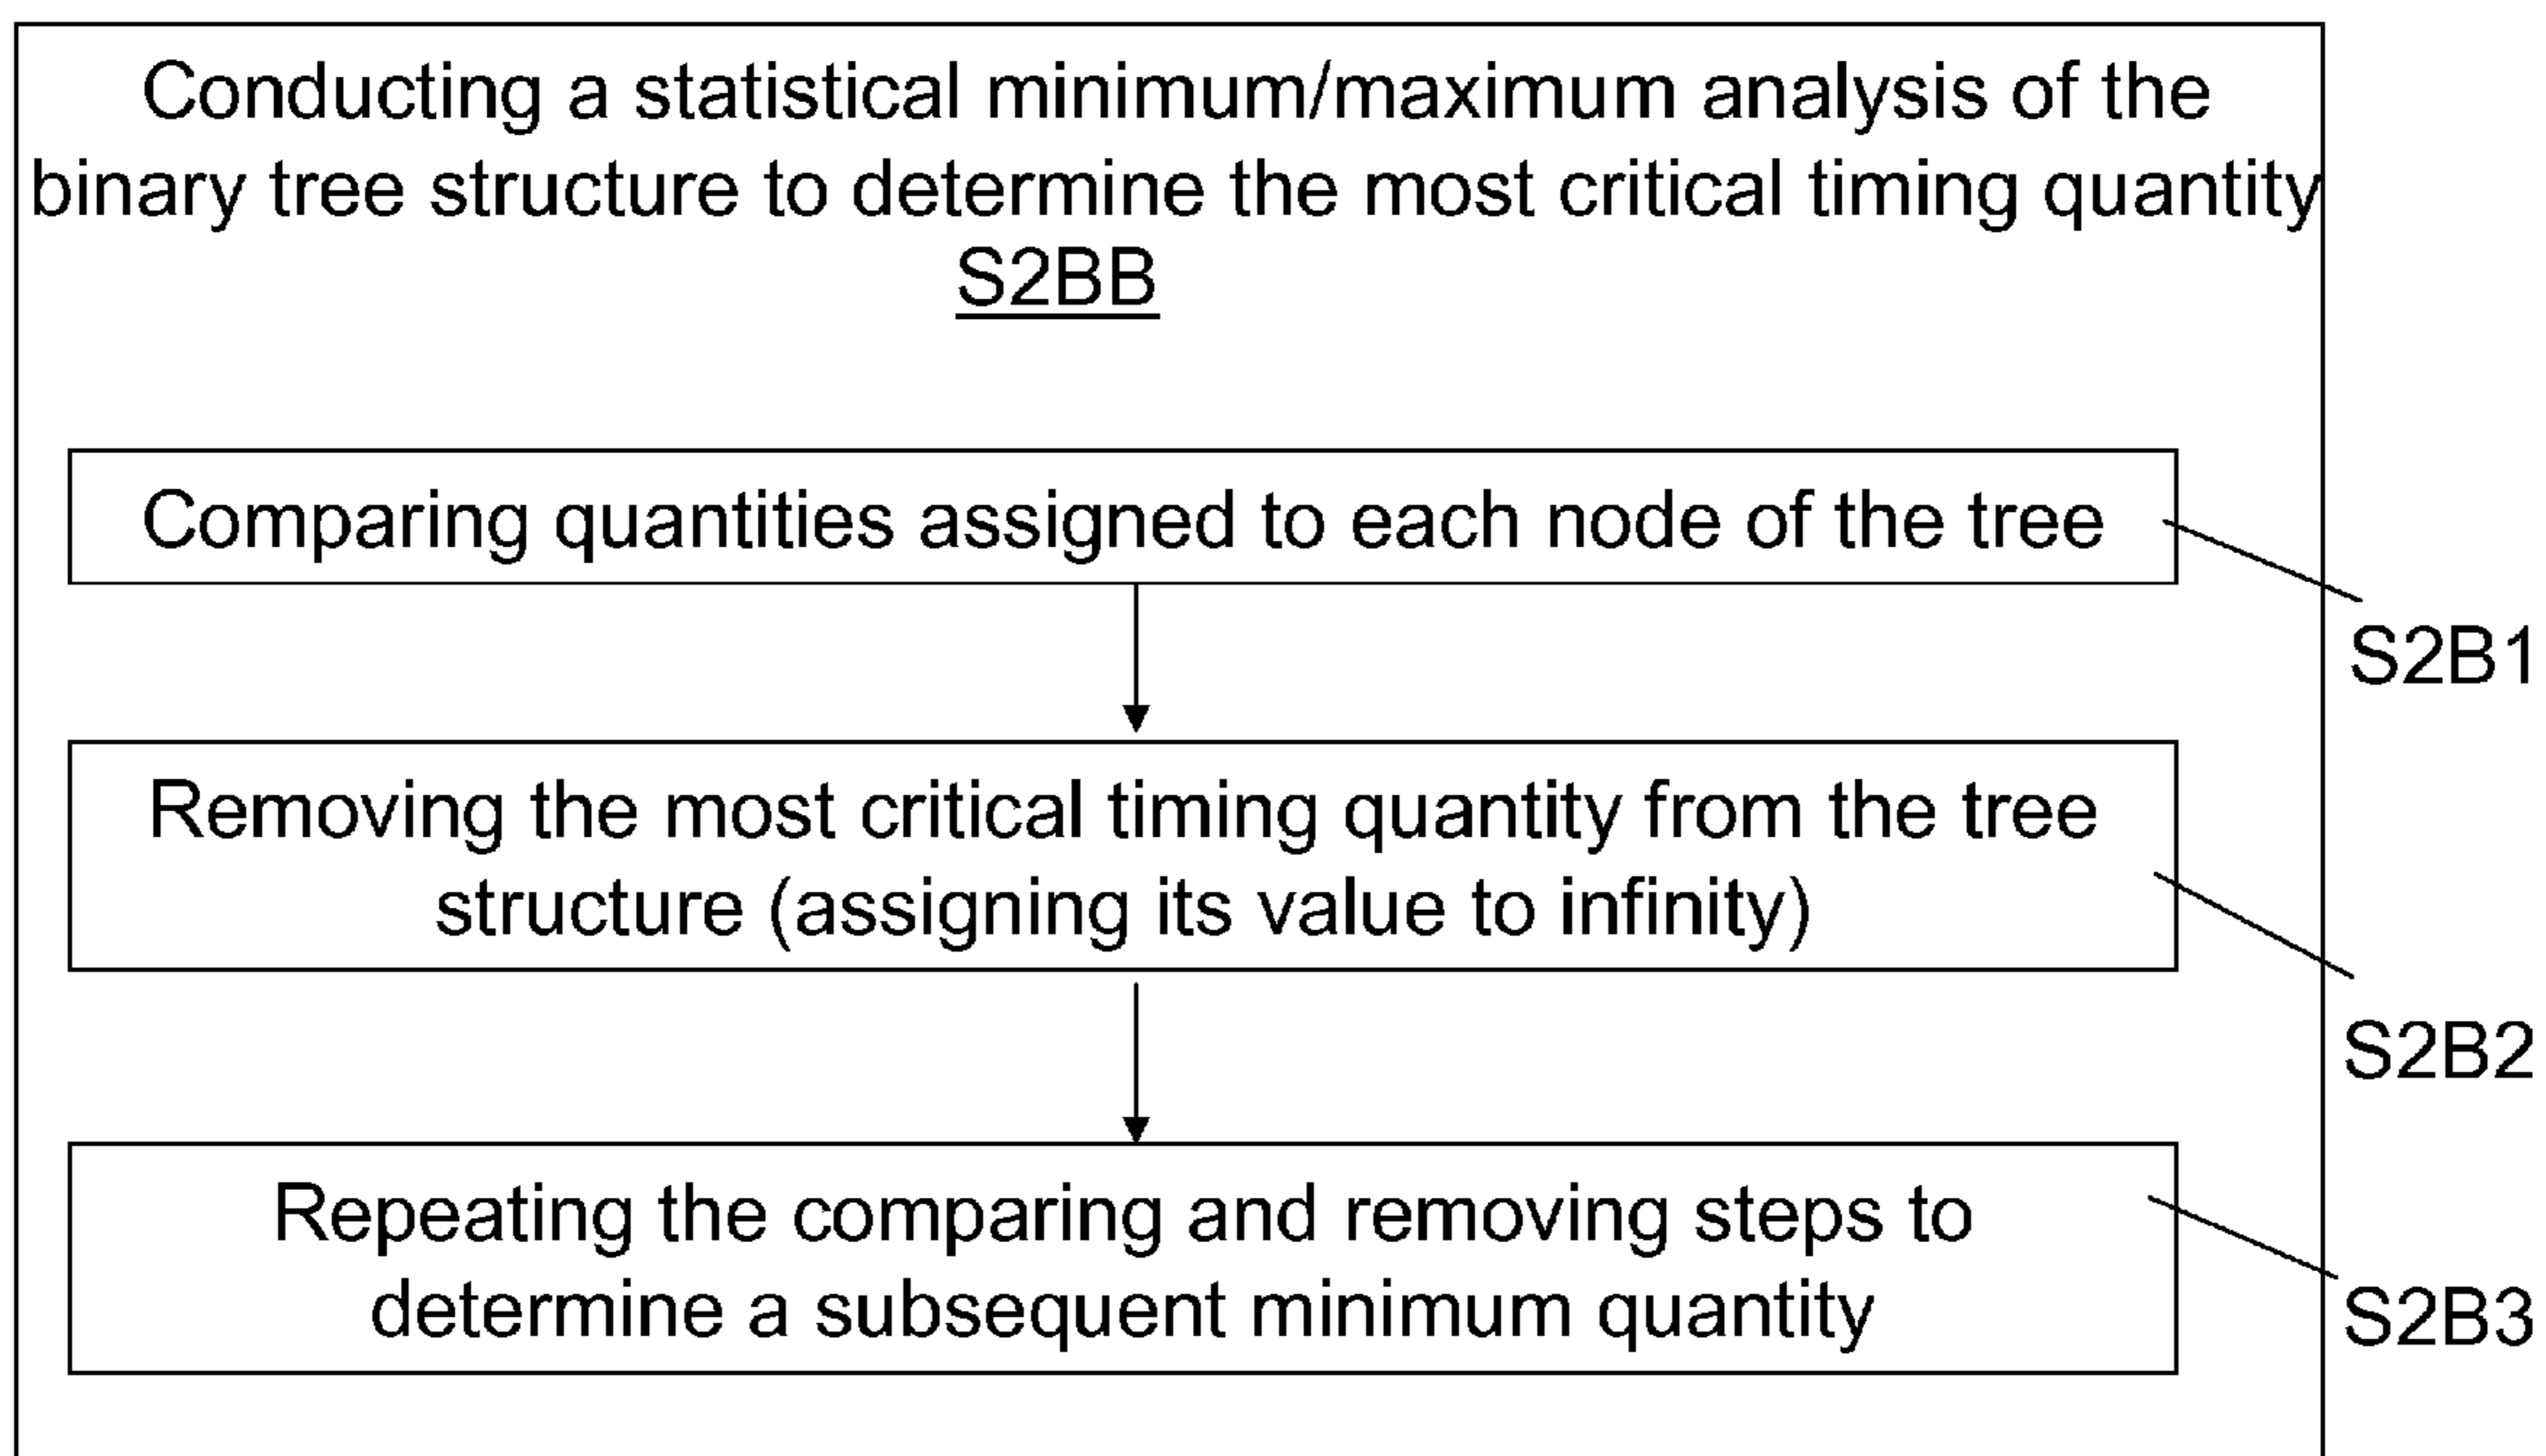 Conducting a statistical minimum/maximum analysis of the
binary tree structure to determine the most critical timing quantity
S2BB
Comparing quantities assigned to each node of the tree
S2B1
Removing the most critical timing quantity from the tree
structure (assigning its value to infinity)
S2B2
Repeating the comparing and removing steps to
determine a subsequent minimum quantity
S2B3